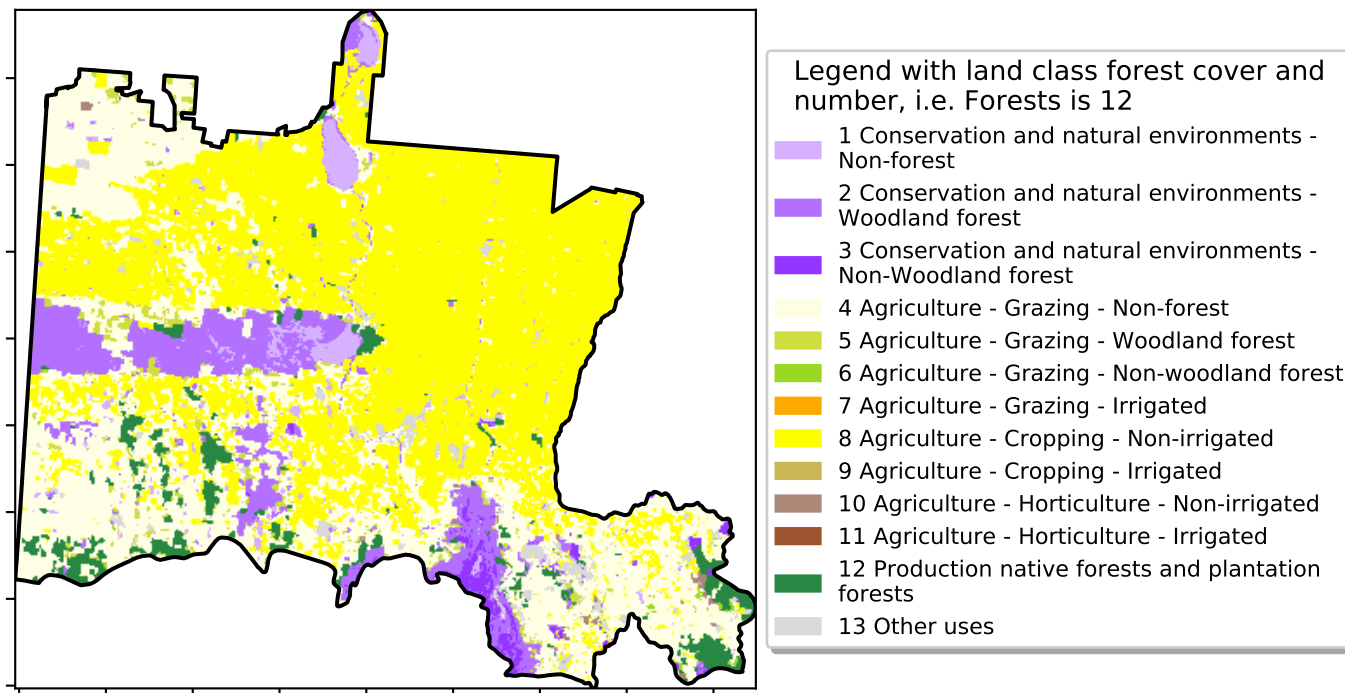 Legend with land class forest cover and
number, i.e. Forests is 12
1 Conservation and natural environments -
Non-forest
2 Conservation and natural environments -
Woodland forest
3 Conservation and natural environments -
Non-Woodland forest
4 Agriculture - Grazing - Non-forest
5 Agriculture - Grazing - Woodland forest
6 Agriculture - Grazing - Non-woodland forest
7 Agriculture - Grazing - Irrigated
8 Agriculture - Cropping - Non-irrigated
9 Agriculture - Cropping - Irrigated
10 Agriculture - Horticulture - Non-irrigated
11 Agriculture - Horticulture - Irrigated
12 Production native forests and plantation
forests
13 Other uses